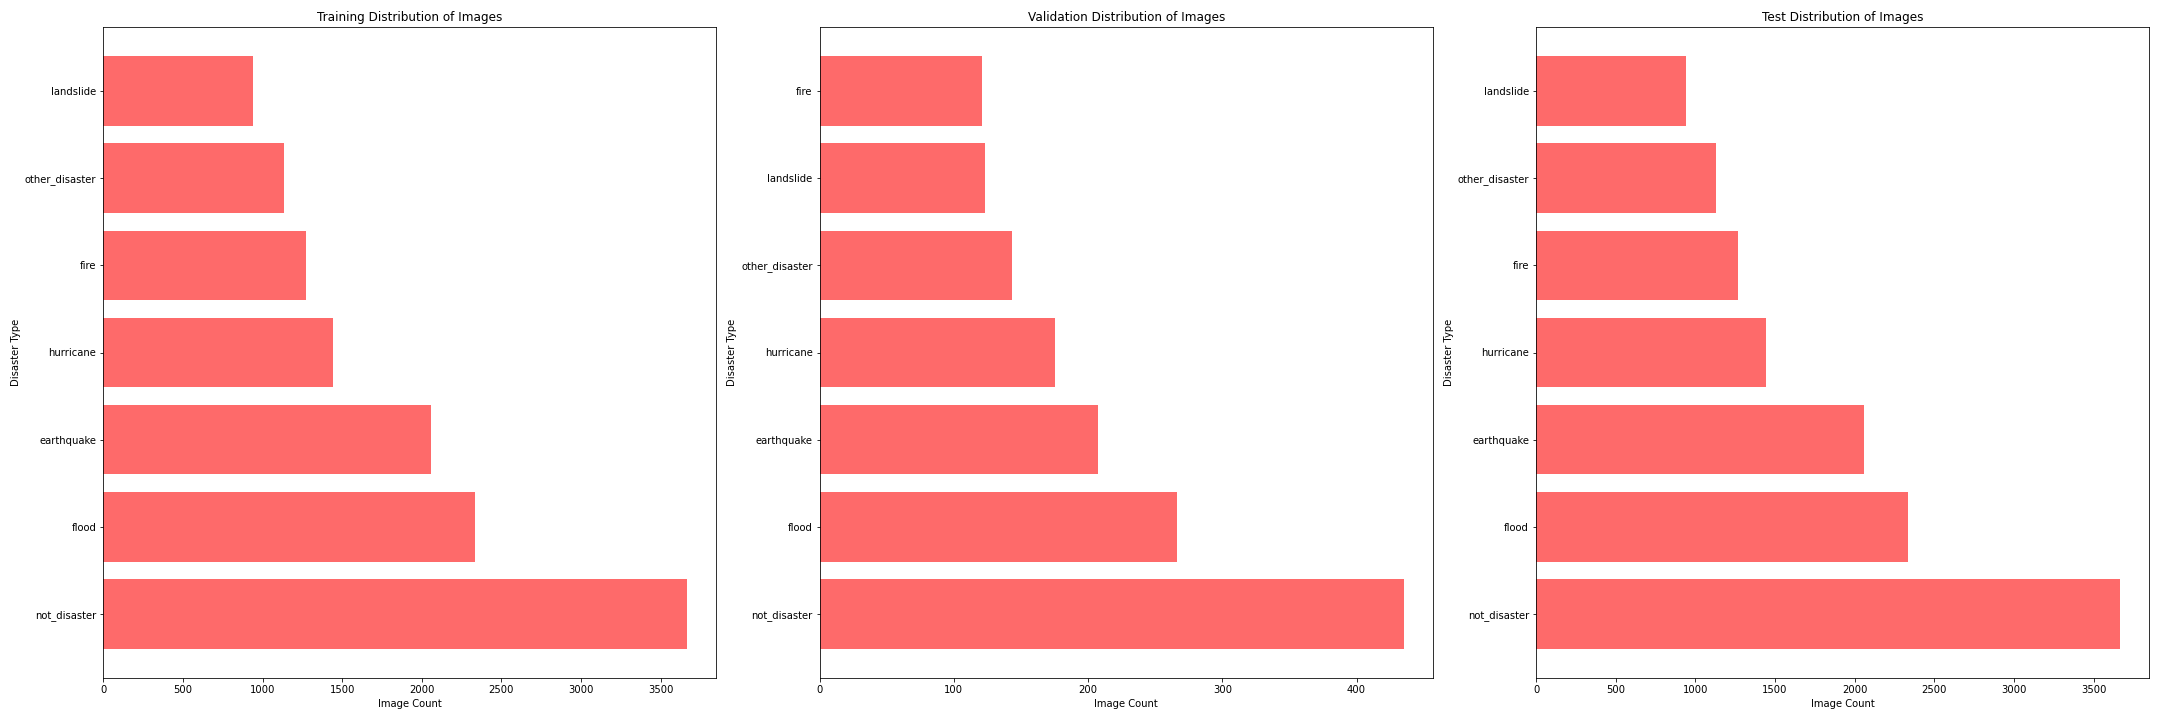 Training Distribution of Images
landslide
other_disaster
fire
hurricane
earthquake
flood
not_disaster
Disaster Type
0 500 1000 1500 2000 2500 3000 3500
Image Count
Validation Distribution of Images
fire
landslide
other_disaster
hurricane
earthquake
flood
not_disaster
Disaster Type
0 100 200 300 400
Image Count
Test Distribution of Images
landslide
other_disaster
fire
hurricane
earthquake
flood
not_disaster
Disaster Type
0 500 1000 1500 2000 2500 3000 3500
Image Count